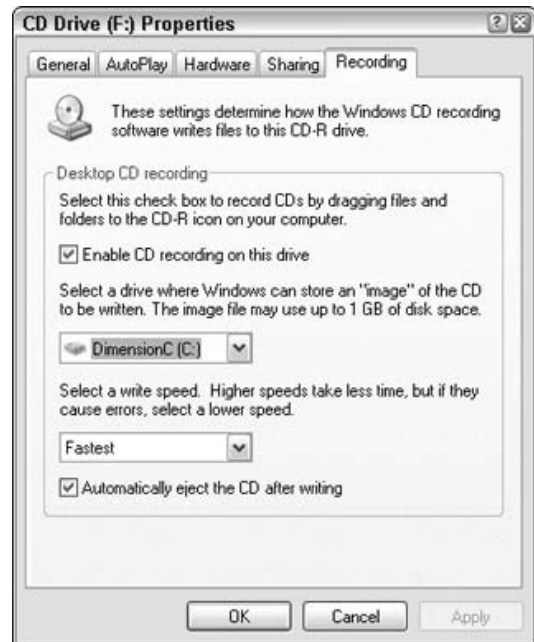 CD Drive (F:) Properties
General AutoPlay Hardware Sharing Recording
These settings determine how the Windows CD recording
software writes files to this CD-R drive.
Desktop CD recording
Select this check box to record CDs by dragging files and
folders to the CD-R icon on your computer.
Enable CD recording on this drive
Select a drive where Windows can store an "image" of the CD
to be written. The image file may use up to 1 GB of disk space.
DimensionC (C:)
Select a write speed. Higher speeds take less time, but if they
cause errors, select a lower speed.
Fastest
Automatically eject the CD after writing
OK Cancel Apply